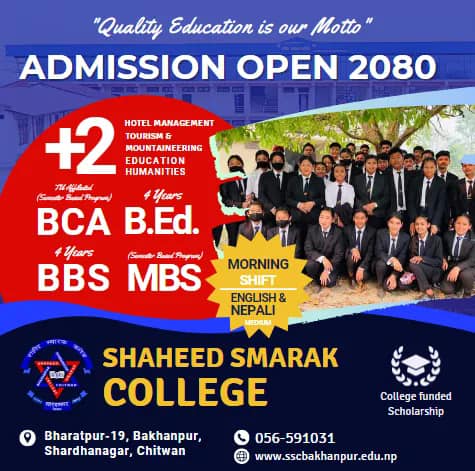 "Quality Education is our Motto"
ADMISSION OPEN 2080
+2
HOTEL MANAGEMENT
TOURISM &
MOUNTAINEERING
EDUCATION
HUMANITIES
TU Affiliated
(Semester Based Program)
BCA
4 Years
B.Ed.
4 Years
BBS
(Semester Based Program)
MBS
MORNING
SHIFT
ENGLISH &
NEPALI
MEDIUM
SHAHEED SMARAK
COLLEGE
College funded
Scholarship
Bharatpur-19, Bakhanpur,
Shardhanagar, Chitwan
056-591031
www.sscbakhanpur.edu.np